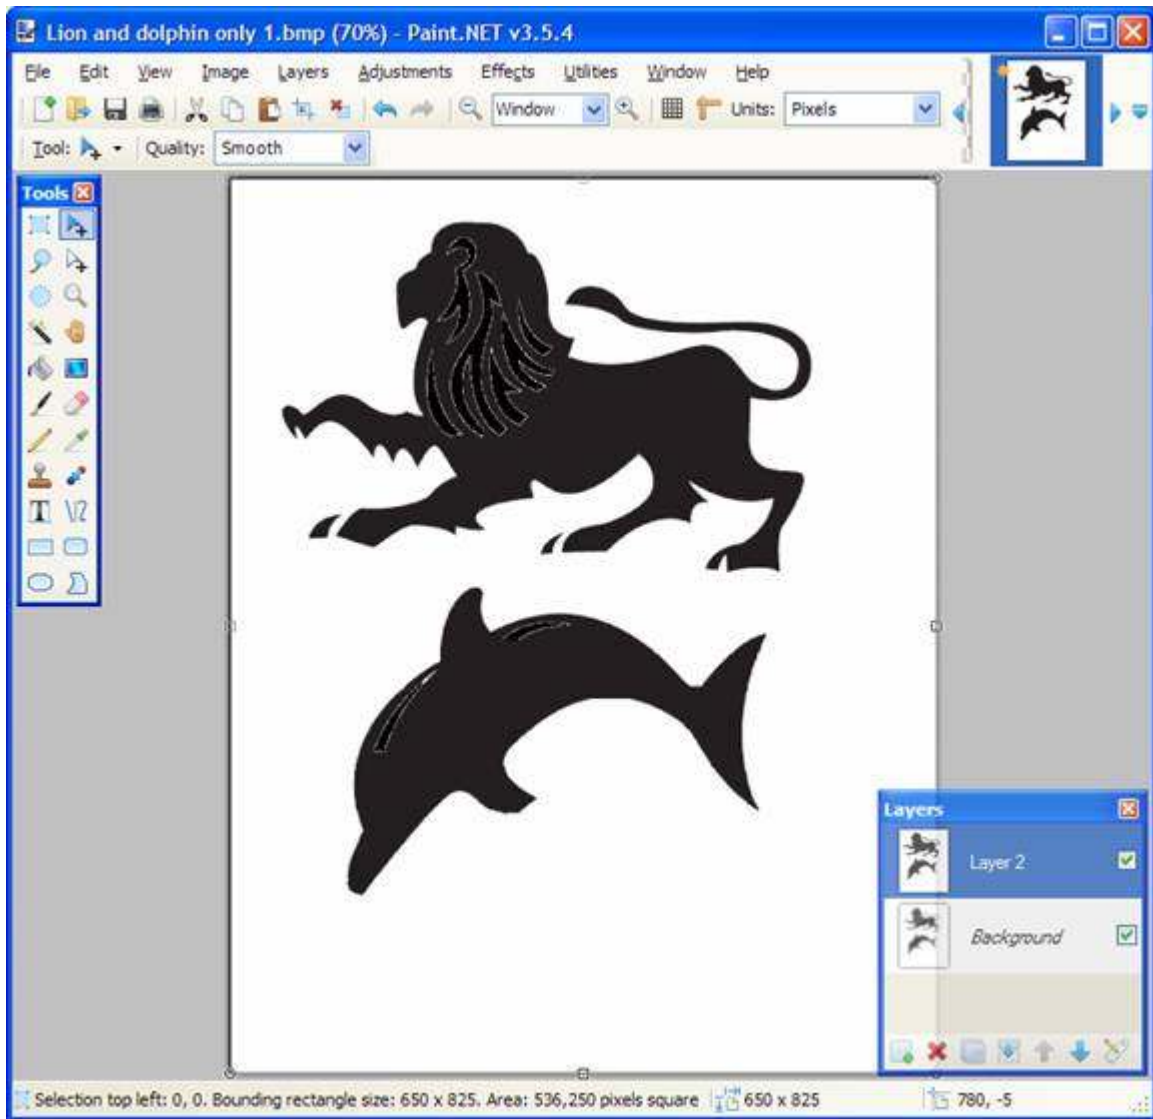 Lion and dolphin only 1.bmp (70%) - Paint.NET v3.5.4
File Edit View Image Layers Adjustments Effects Utilities Window Help
Window Units: Pixels
Tool: Quality: Smooth
Tools
T
Layers
Layer 2
Background
Selection top left: 0, 0. Bounding rectangle size: 650 x 825. Area: 536,250 pixels square 650 x 825 780, -5